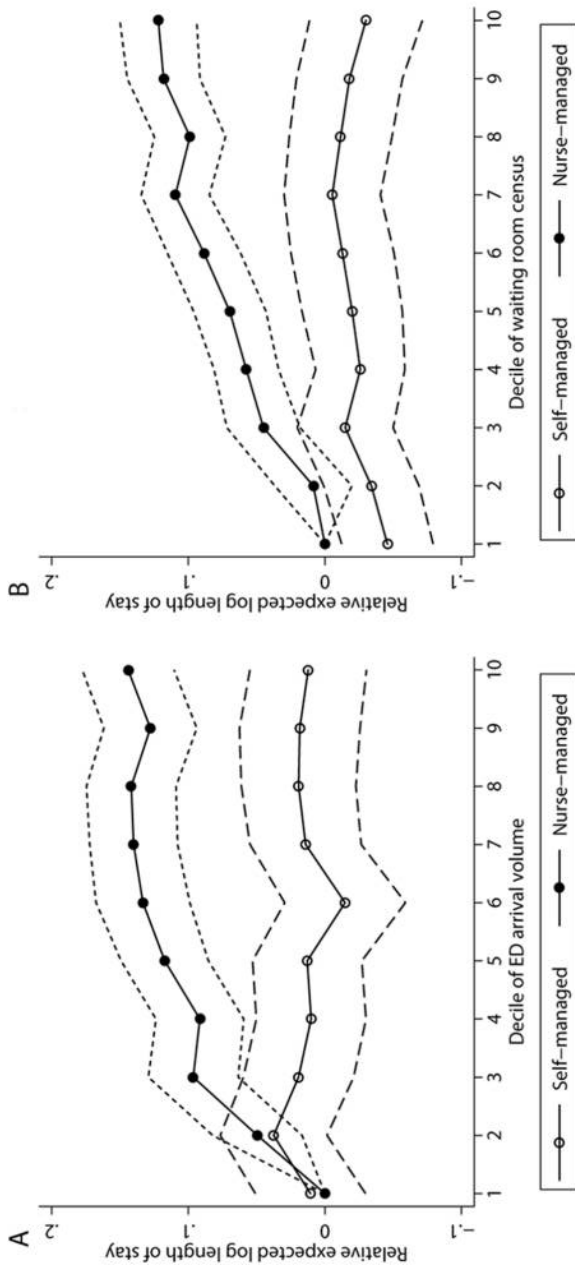 A
Relative expected log length of stay
.2
.1
0
-.1
1 2 3 4 5 6 7 8 9 10
Decile of ED arrival volume
Self-managed Nurse-managed
B
Relative expected log length of stay
.2
.1
0
-.1
1 2 3 4 5 6 7 8 9 10
Decile of waiting room census
Self-managed Nurse-managed